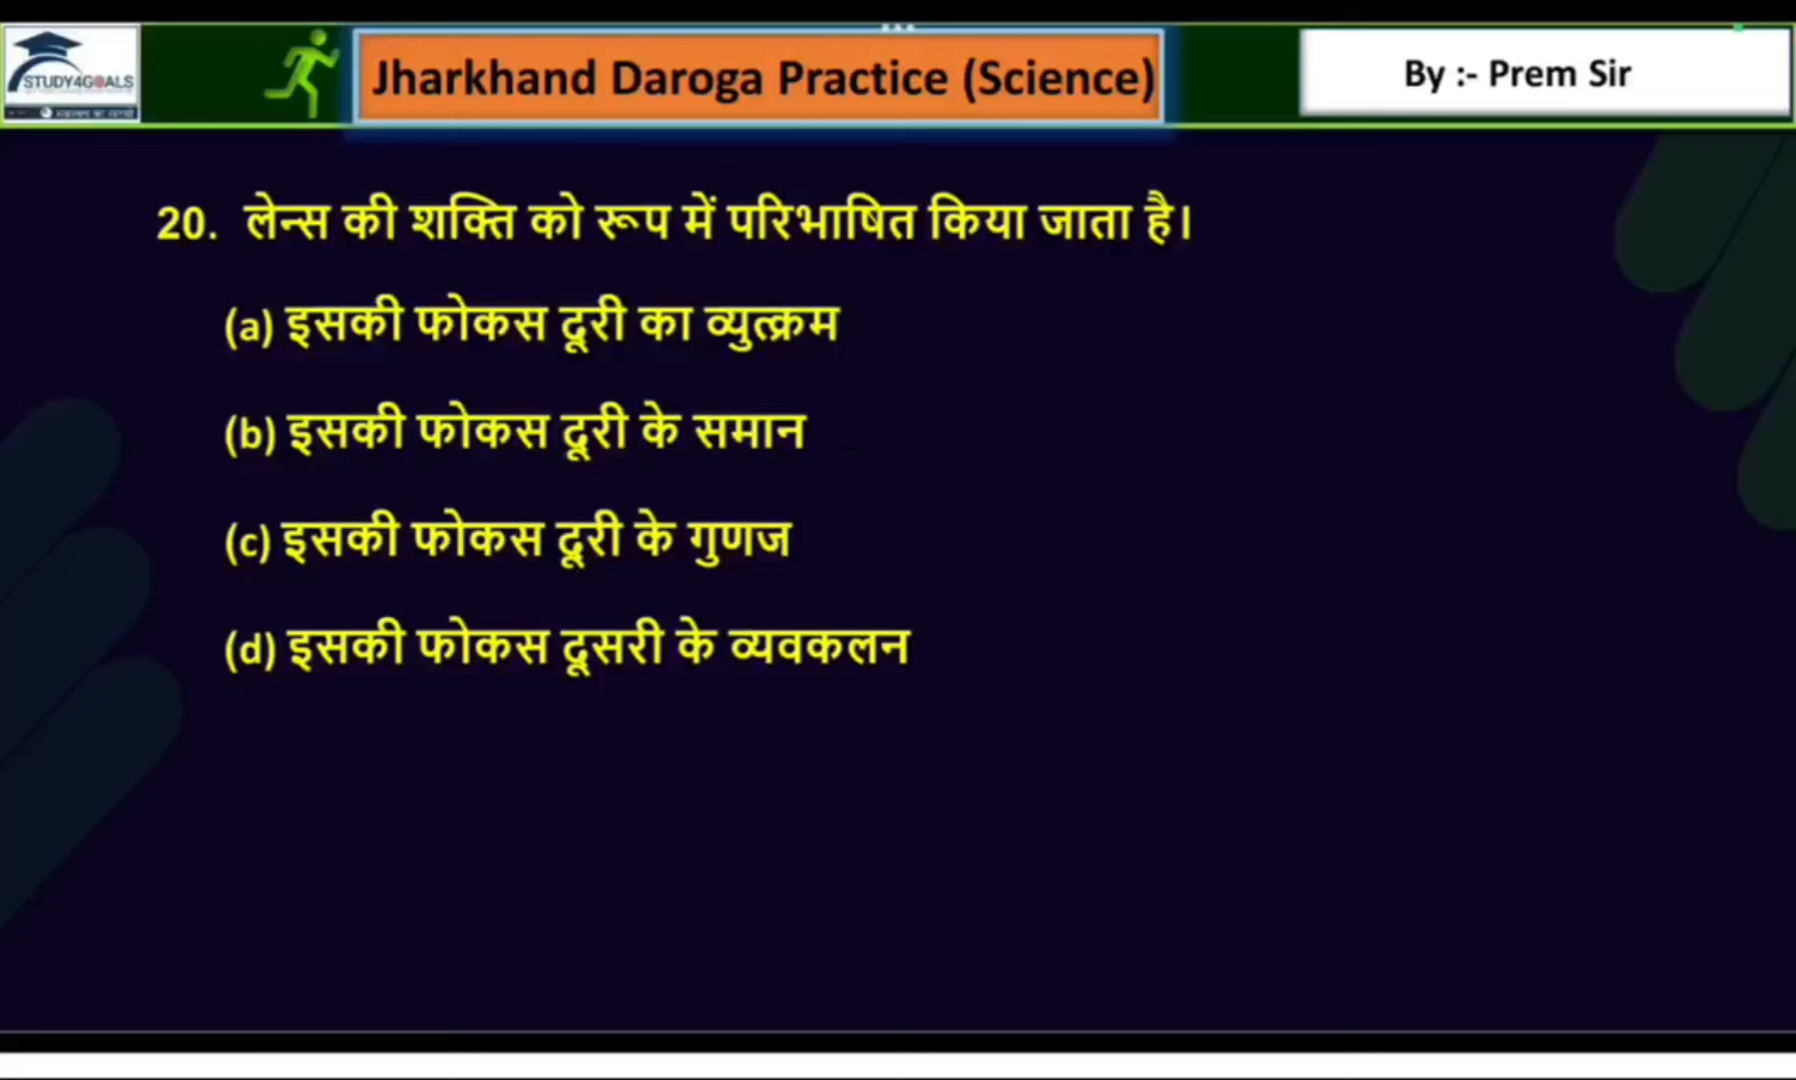 STUDY4GOALS
Jharkhand Daroga Practice (Science)
By :- Prem Sir
20. लेन्स की शक्ति को रूप में परिभाषित किया जाता है।
(a) इसकी फोकस दूरी का व्युत्क्रम
(b) इसकी फोकस दूरी के समान
(c) इसकी फोकस दूरी के गुणज
(d) इसकी फोकस दूसरी के व्यवकलन